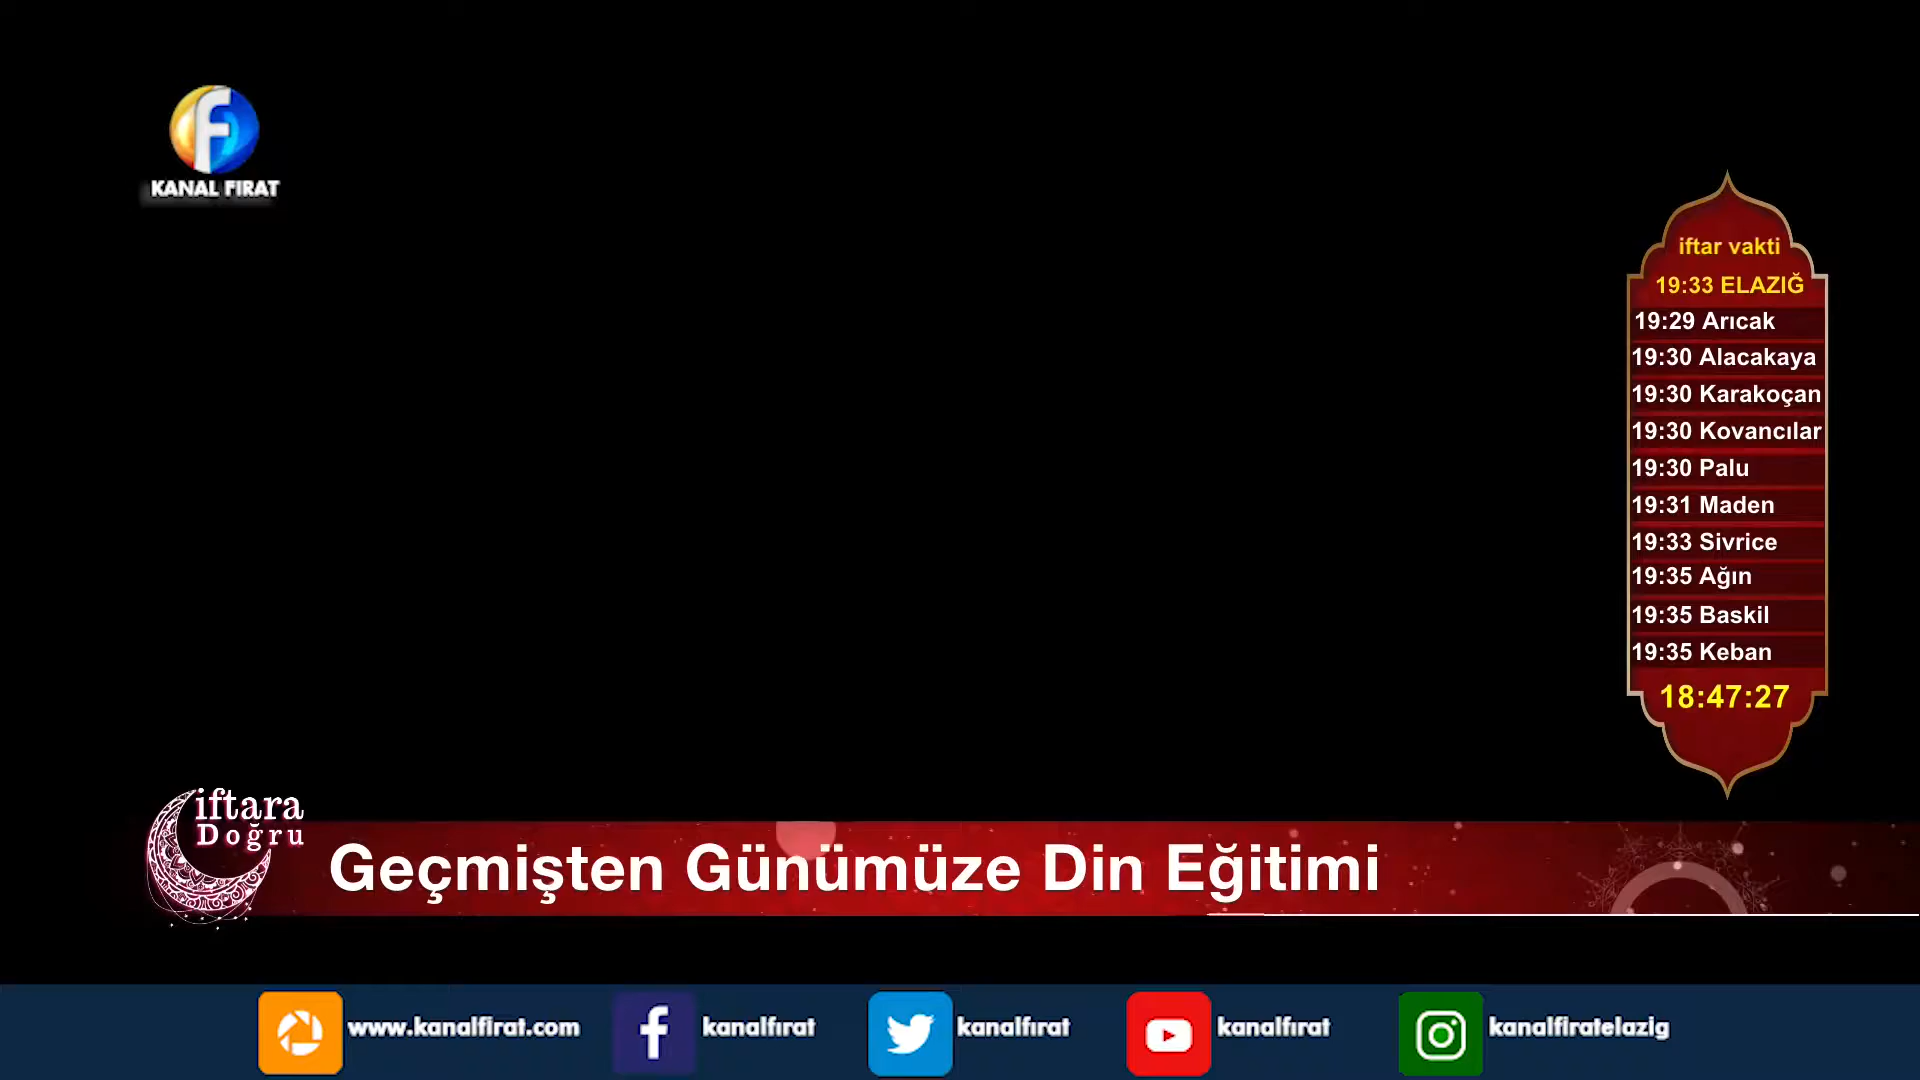 KANAL FIRAT
iftar vakti
19:33 ELAZIĞ
19:29 Arıcak
19:30 Alacakaya
19:30 Karakoçan
19:30 Kovancılar
19:30 Palu
19:31 Maden
19:33 Sivrice
19:35 Ağın
19:35 Baskil
19:35 Keban
18:47:27
iftara
Doğru
Geçmişten Günümüze Din Eğitimi
www.kanalfirat.com
kanalfırat
kanalfırat
kanalfırat
kanalfiratelazig